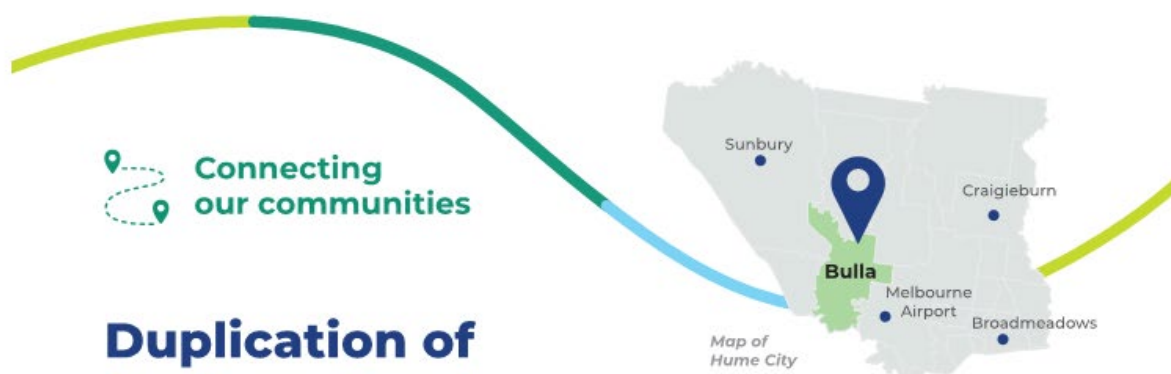 Connecting
our communities
Duplication of
Sunbury
Craigieburn
Bulla
Melbourne
Airport
Broadmeadows
Map of
Hume City